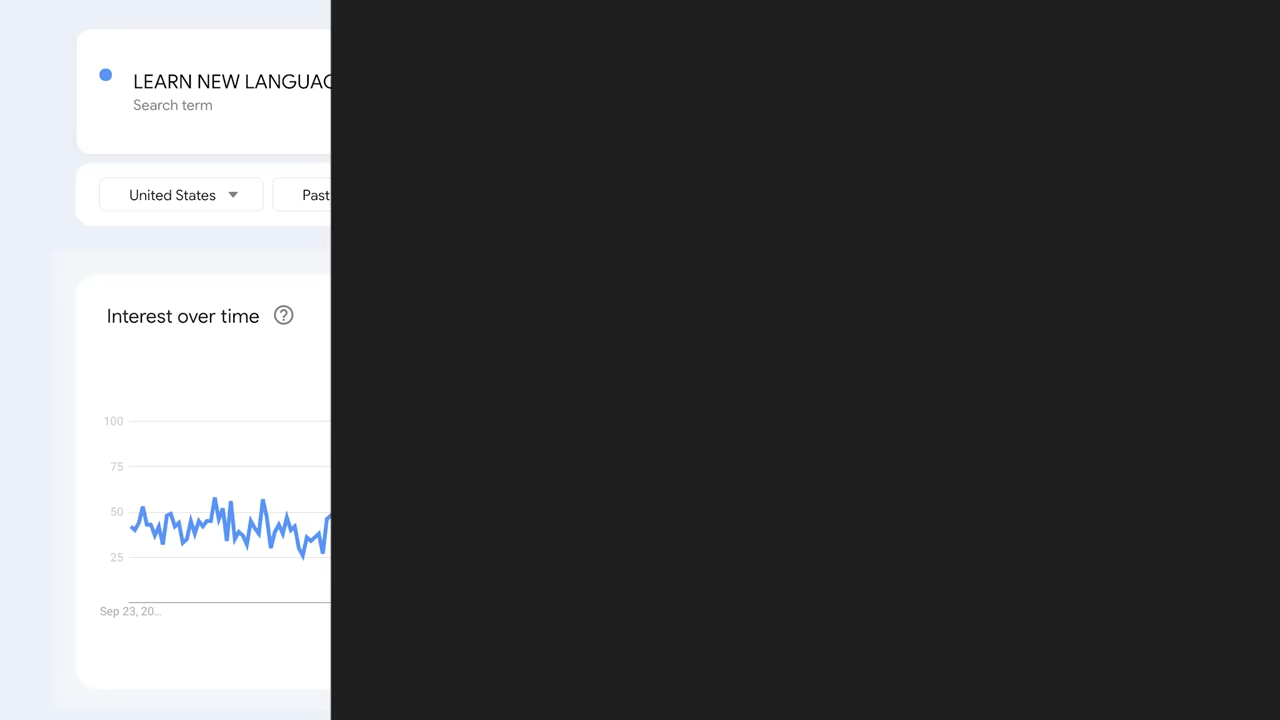 LEARN NEW LANGUAG
Search term
United States
Past
Interest over time
100
75
50
25
Sep 23, 20...